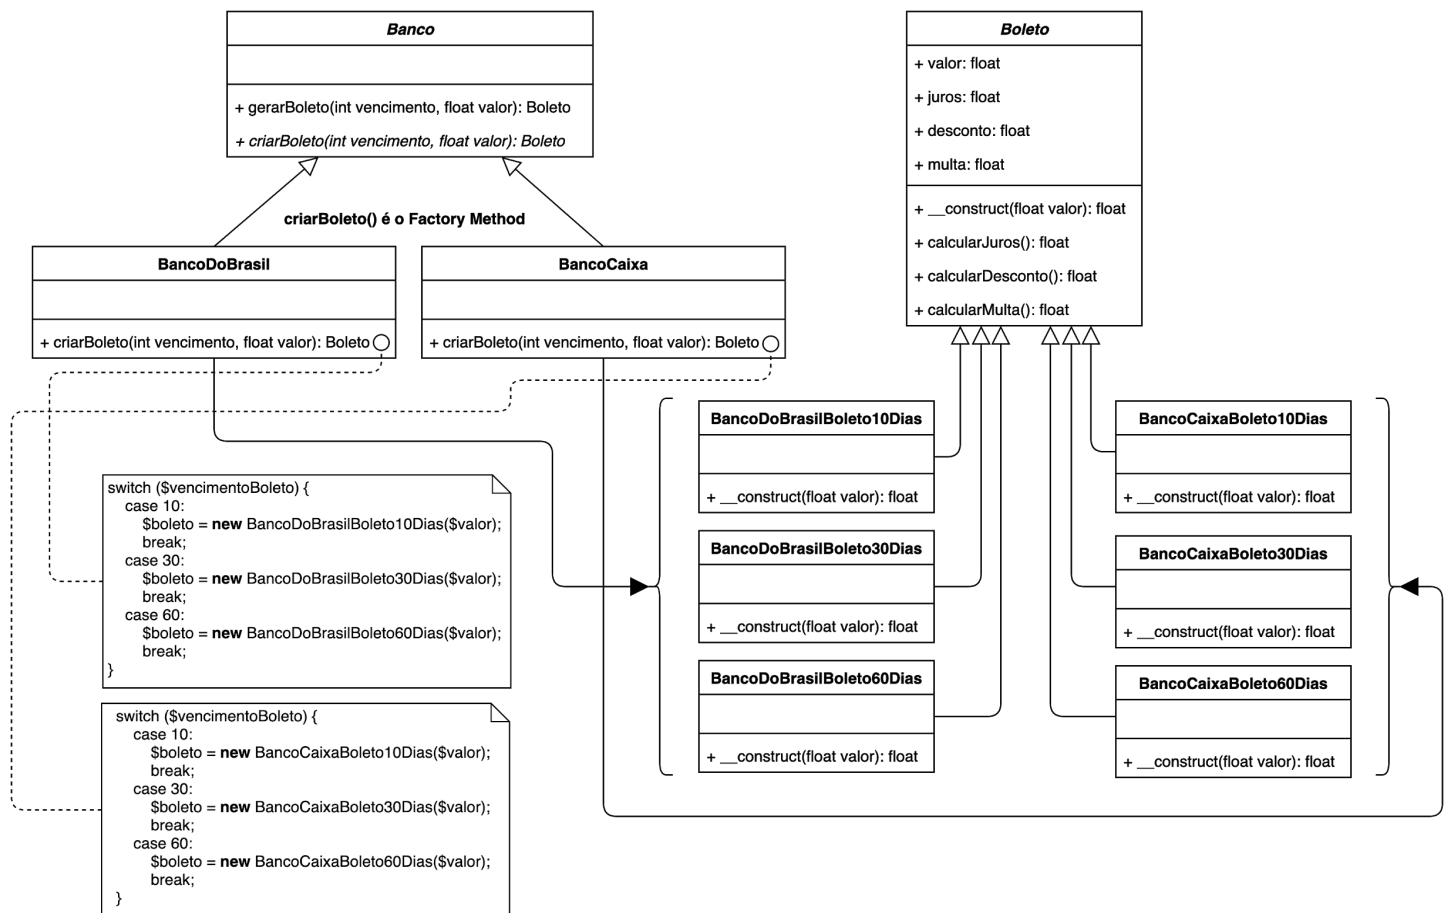 Banco
+ gerarBoleto(int vencimento, float valor): Boleto
+ criarBoleto(int vencimento, float valor): Boleto
criarBoleto() é o Factory Method
BancoDoBrasil
+ criarBoleto(int vencimento, float valor): Boleto
BancoCaixa
+ criarBoleto(int vencimento, float valor): Boleto
Boleto
+ valor: float
+ juros: float
+ desconto: float
+ multa: float
+ __construct(float valor): float
+ calcularJuros(): float
+ calcularDesconto(): float
+ calcularMulta(): float
switch ($vencimentoBoleto) {
case 10:
$boleto = new BancoDoBrasilBoleto10Dias($valor);
break;
case 30:
$boleto = new BancoDoBrasilBoleto30Dias($valor);
break;
case 60:
$boleto = new BancoDoBrasilBoleto60Dias($valor);
break;
}
switch ($vencimentoBoleto) {
case 10:
$boleto = new BancoCaixaBoleto10Dias($valor);
break;
case 30:
$boleto = new BancoCaixaBoleto30Dias($valor);
break;
case 60:
$boleto = new BancoCaixaBoleto60Dias($valor);
break;
}
BancoDoBrasilBoleto10Dias
+ __construct(float valor): float
BancoDoBrasilBoleto30Dias
+ __construct(float valor): float
BancoDoBrasilBoleto60Dias
+ __construct(float valor): float
BancoCaixaBoleto10Dias
+ __construct(float valor): float
BancoCaixaBoleto30Dias
+ __construct(float valor): float
BancoCaixaBoleto60Dias
+ __construct(float valor): float